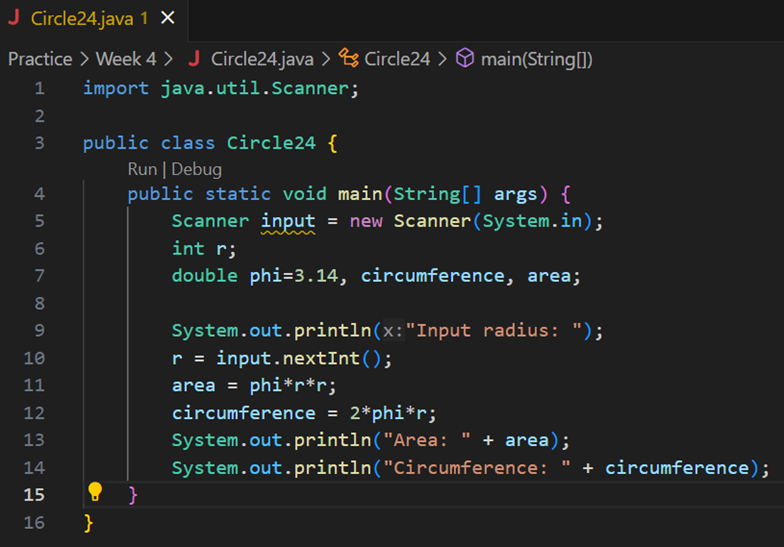 J Circle24.java 1 ×
Practice > Week 4 > J Circle24.java > Circle24 > main(String[])
1 import java.util.Scanner;
2
3 public class Circle24 {
Run | Debug
4 public static void main(String[] args) {
5 Scanner input = new Scanner(System.in);
6 int r;
7 double phi=3.14, circumference, area;
8
9 System.out.println(x:"Input radius: ");
10 r = input.nextInt();
11 area = phi*r*r;
12 circumference = 2*phi*r;
13 System.out.println("Area: " + area);
14 System.out.println("Circumference: " + circumference);
15 }
16 }